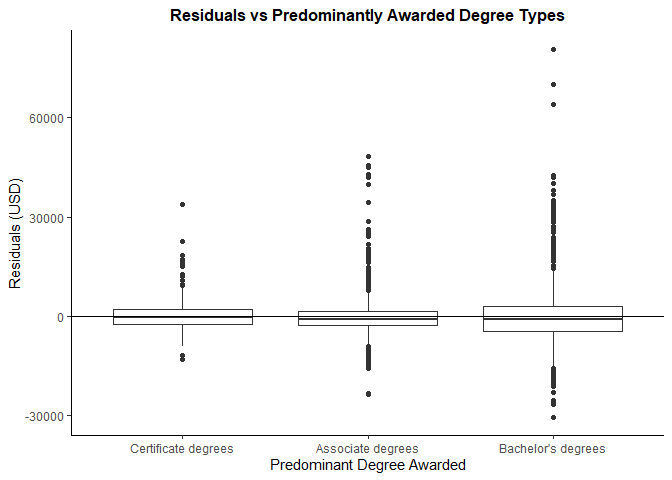 Residuals vs Predominantly Awarded Degree Types
Residuals (USD)
60000
30000
0
-30000
Certificate degrees
Associate degrees
Bachelor's degrees
Predominant Degree Awarded